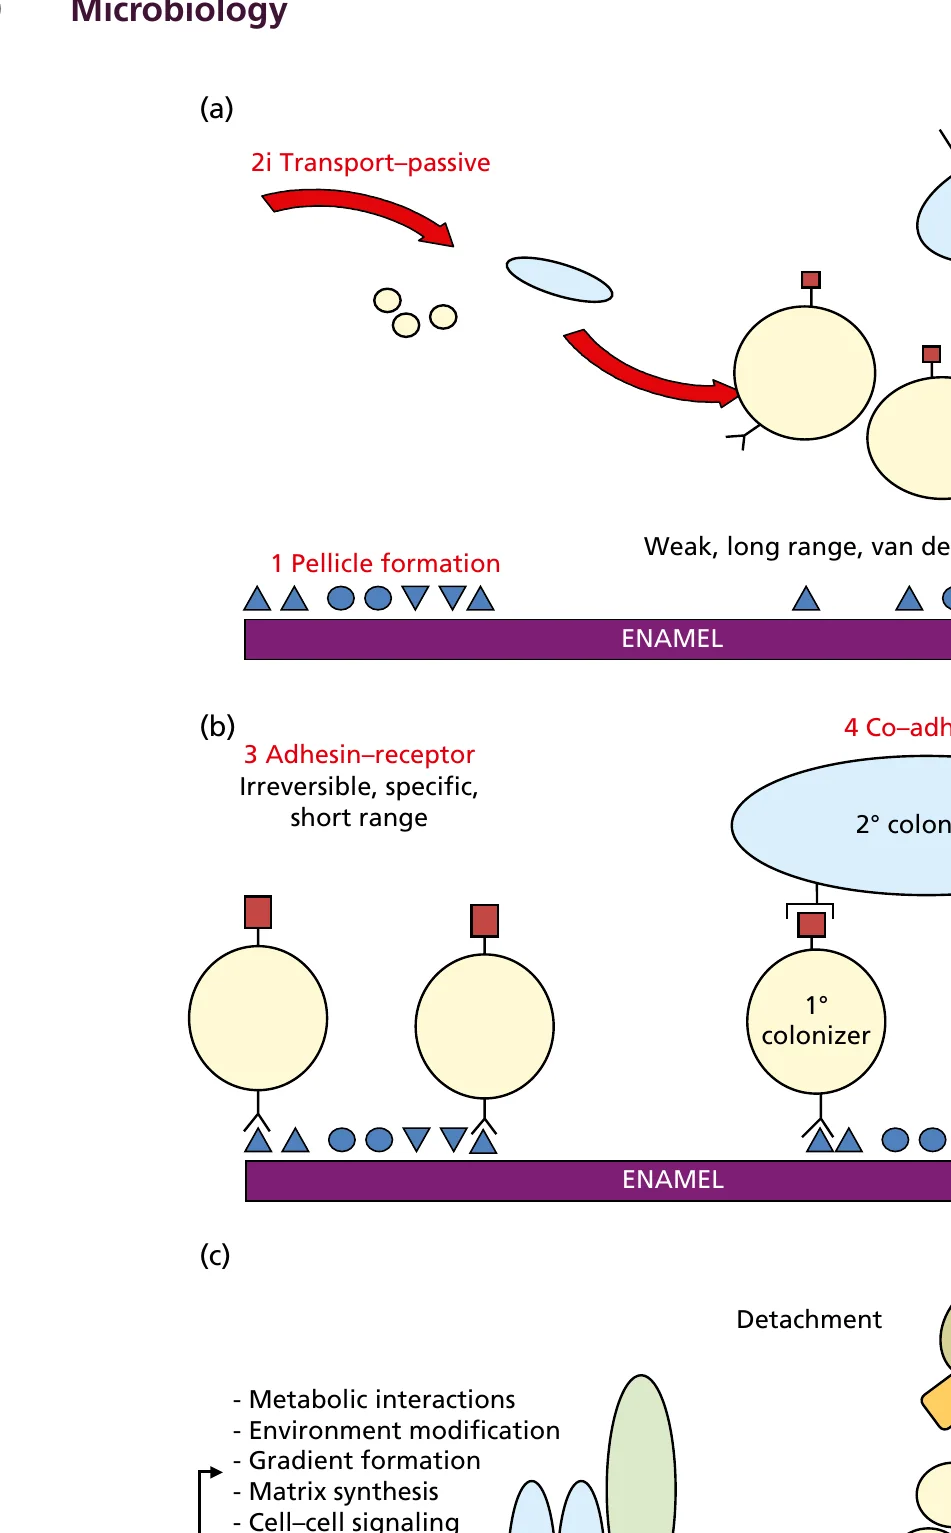 Microbiology
(a)
2i Transport–passive
Weak, long range, van de
1 Pellicle formation
ENAMEL
(b)
4 Co–adh
3 Adhesin–receptor
Irreversible, specific,
short range
2° colon
1°
colonizer
ENAMEL
(c)
Detachment
- Metabolic interactions
- Environment modification
- Gradient formation
- Matrix synthesis
- Cell–cell signaling